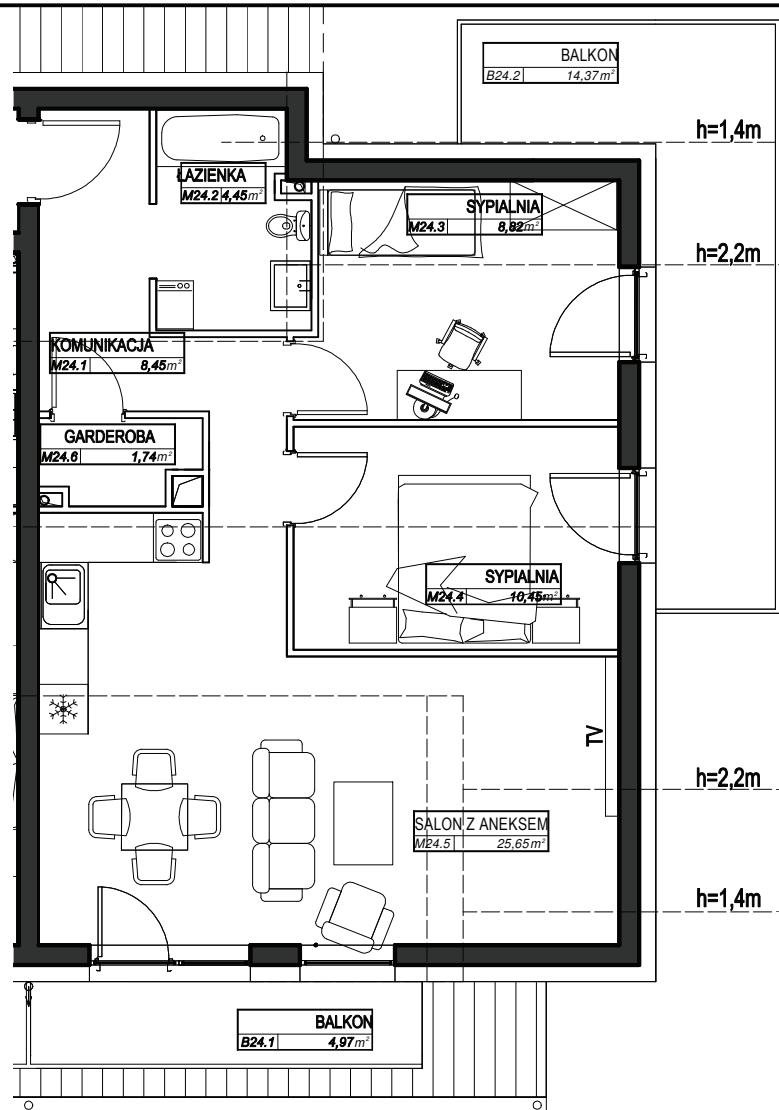 BALKON
B24.2 14,37m²
h=1,4m
ŁAZIENKA
M24.2 4,45m²
SYPIALNIA
M24.3 8,82m²
h=2,2m
KOMUNIKACJA
M24.1 8,45m²
GARDEROBA
M24.6 1,74m²
SYPIALNIA
M24.4 10,45m²
TV
h=2,2m
SALON Z ANEKSEM
M24.5 25,65m²
h=1,4m
BALKON
B24.1 4,97m²